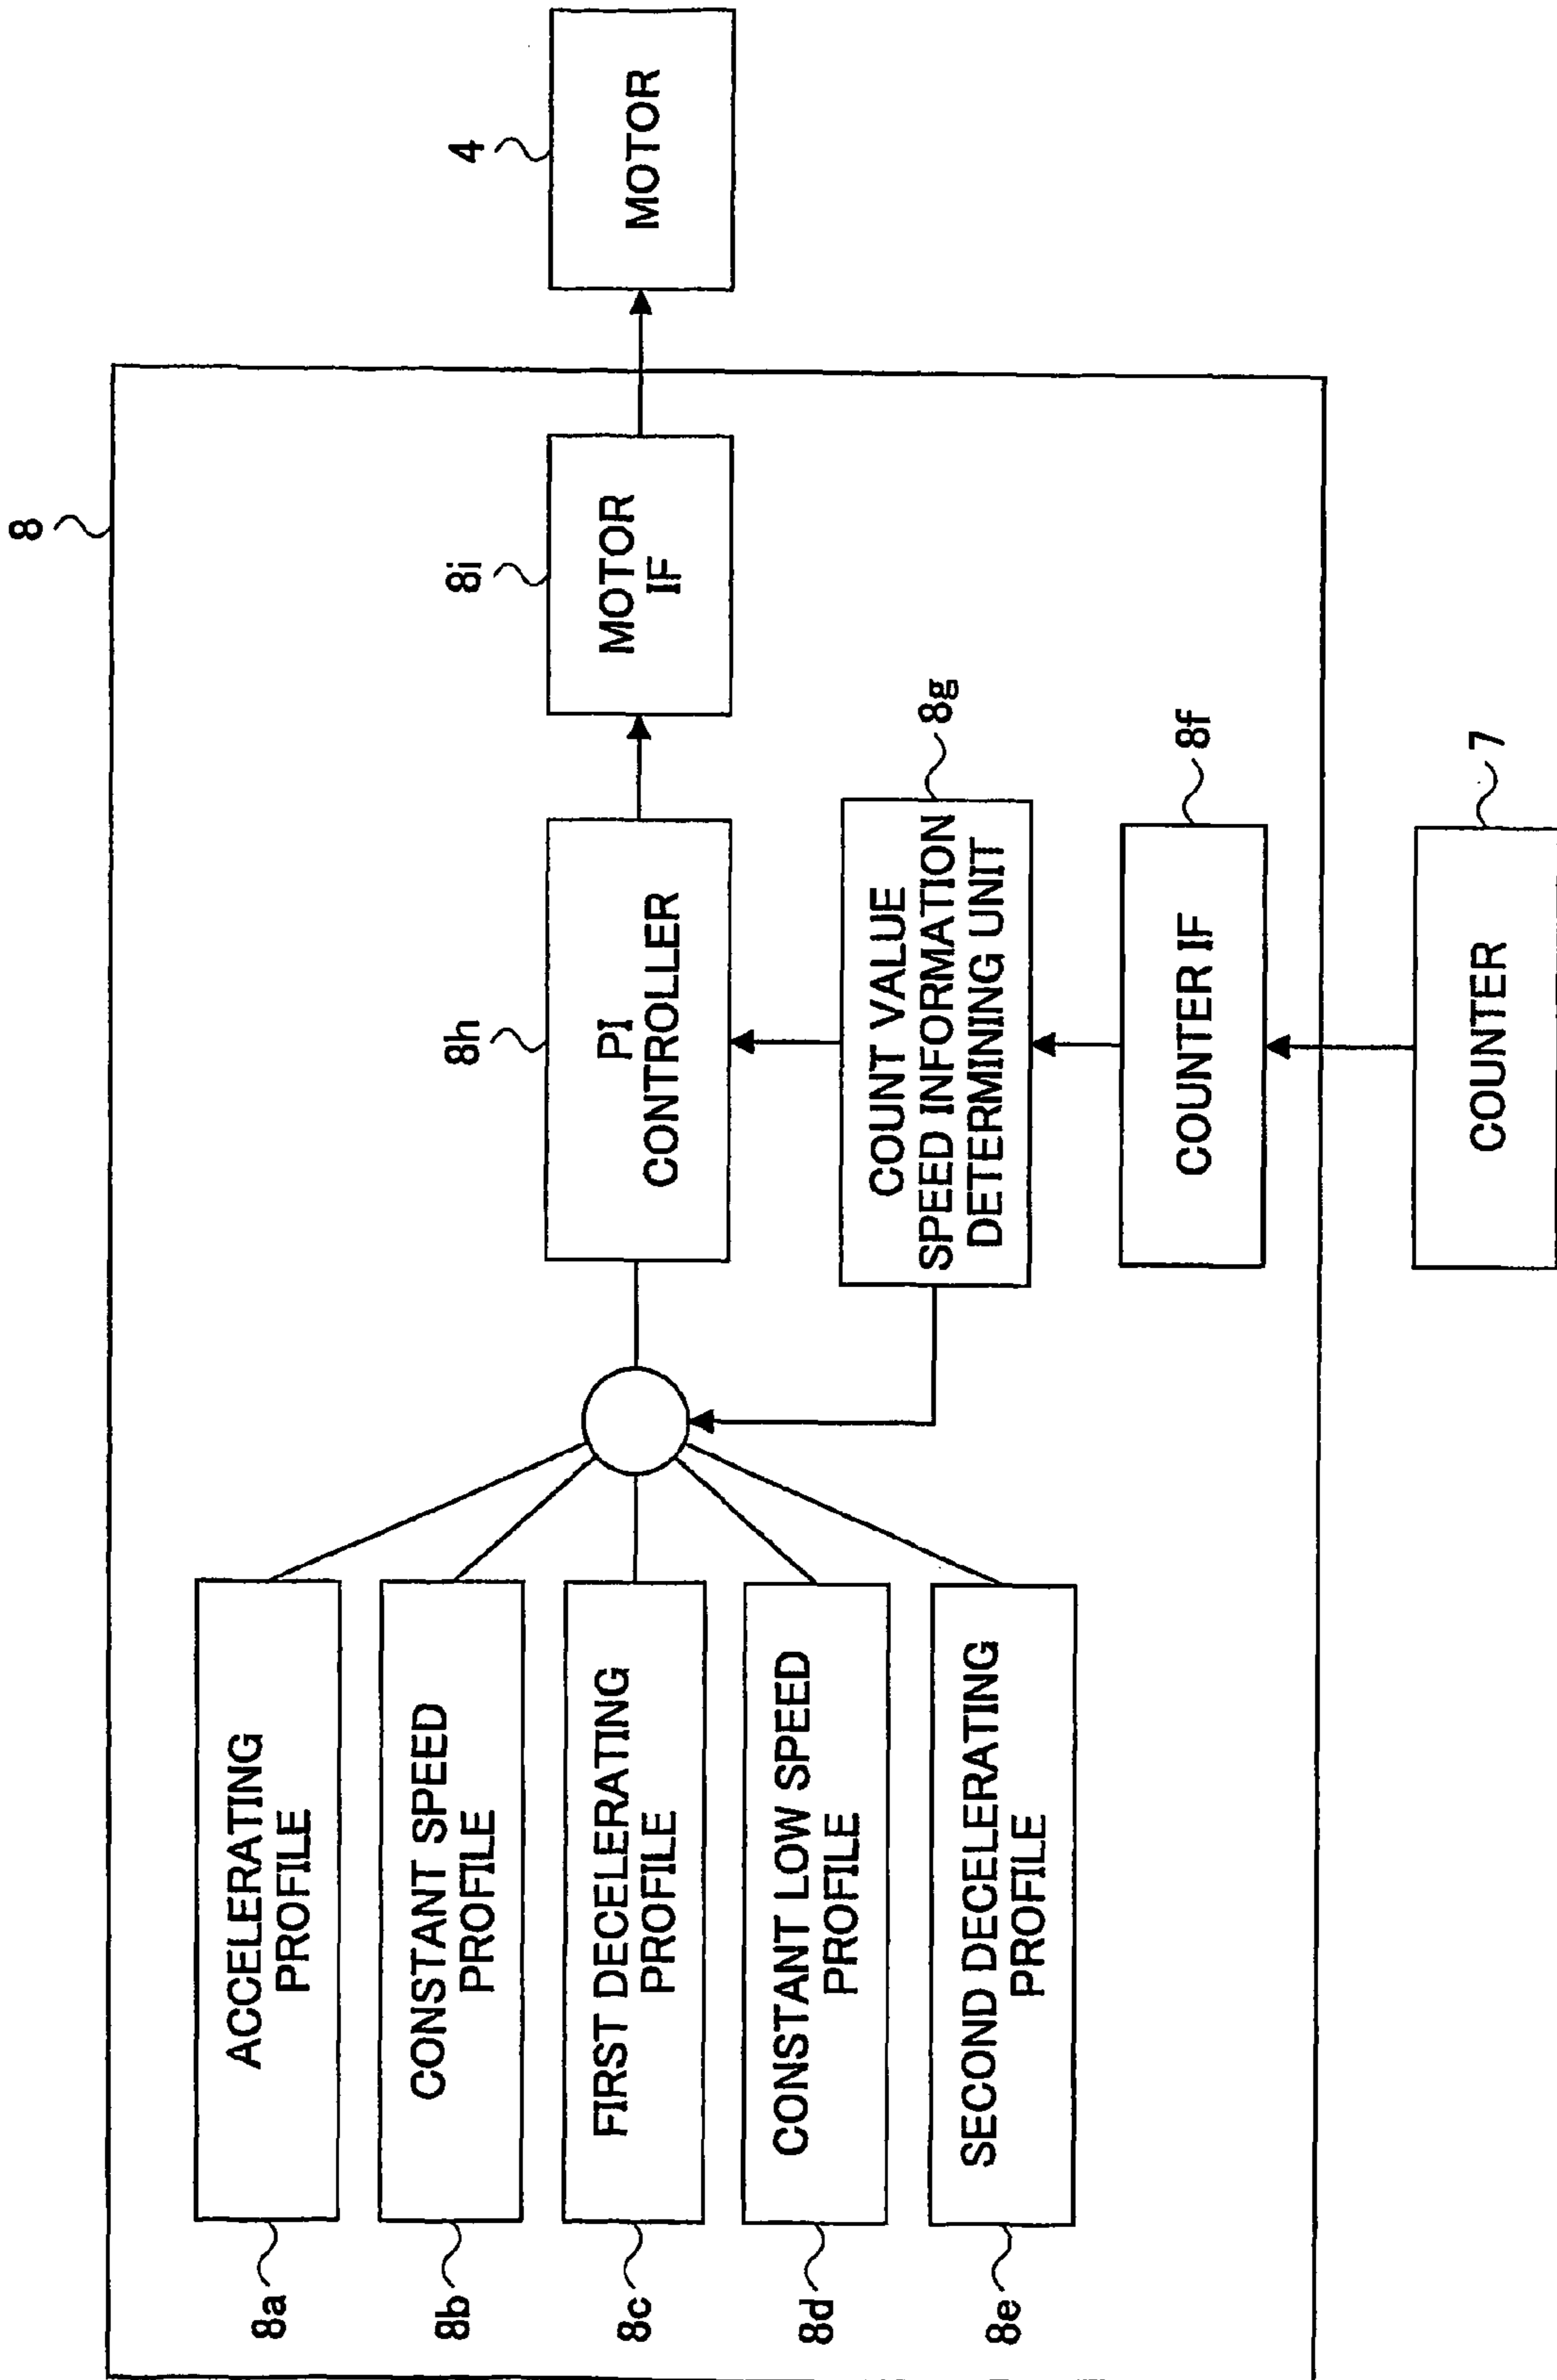 8
8a
ACCELERATING
PROFILE
8b
CONSTANT SPEED
PROFILE
8c
FIRST DECELERATING
PROFILE
8d
CONSTANT LOW SPEED
PROFILE
8e
SECOND DECELERATING
PROFILE
8h
PI
CONTROLLER
8i
MOTOR
IF
4
MOTOR
8g
COUNT VALUE
SPEED INFORMATION
DETERMINING UNIT
8f
COUNTER IF
7
COUNTER